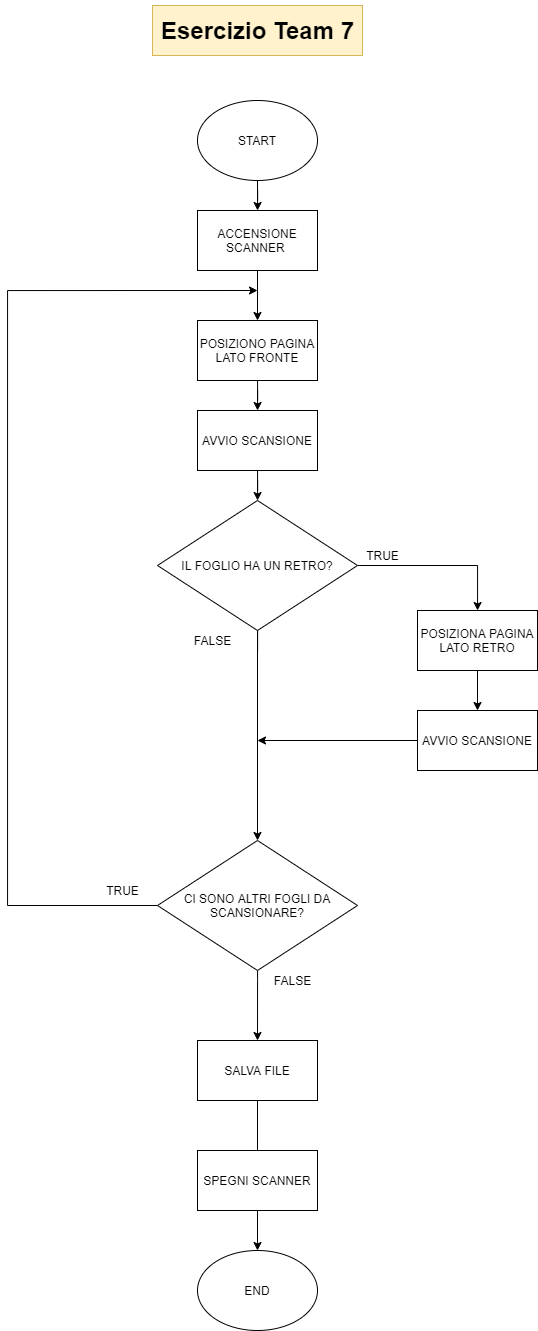 Esercizio Team 7
START
ACCENSIONE
SCANNER
POSIZIONO PAGINA
LATO FRONTE
AVVIO SCANSIONE
IL FOGLIO HA UN RETRO?
TRUE
POSIZIONA PAGINA
LATO RETRO
FALSE
AVVIO SCANSIONE
CI SONO ALTRI FOGLI DA
SCANSIONARE?
TRUE
FALSE
SALVA FILE
SPEGNI SCANNER
END